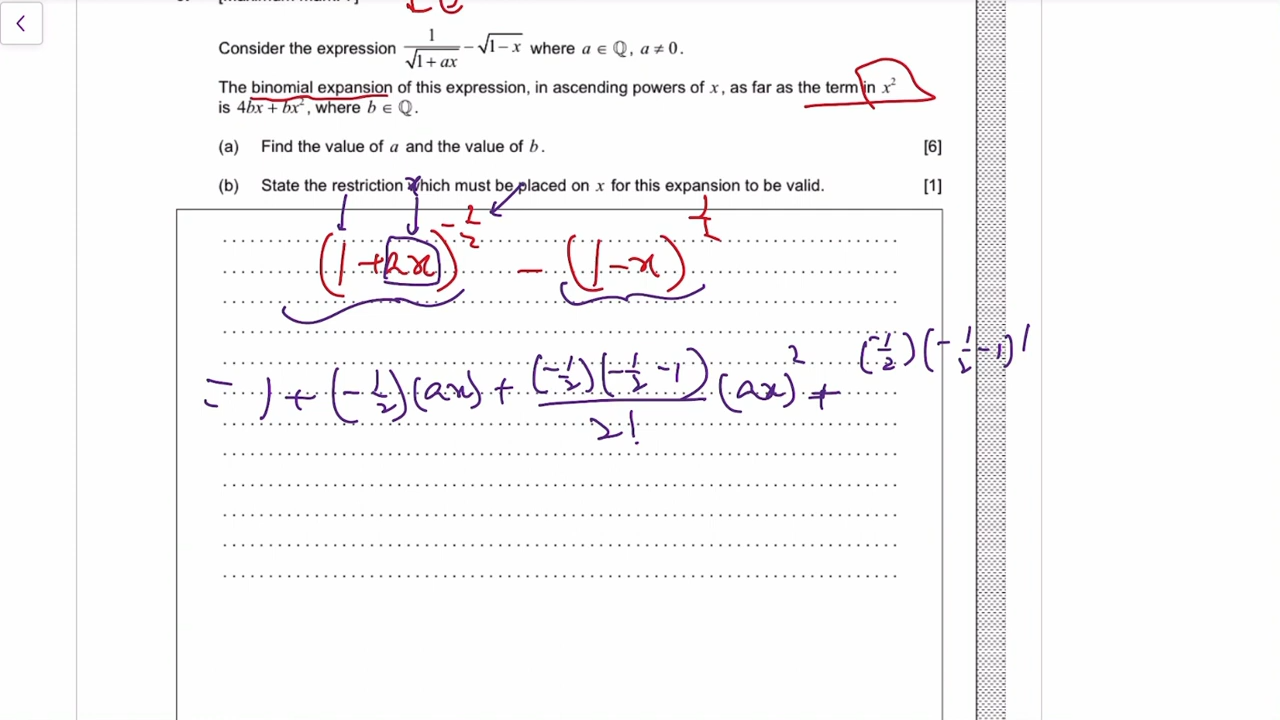 Consider the expression 1/√(1+ax) − √(1−x) where a ∈ ℚ, a ≠ 0.
The binomial expansion of this expression, in ascending powers of x, as far as the term in x²
is 4bx + bx², where b ∈ ℚ.
(a) Find the value of a and the value of b. [6]
(b) State the restriction which must be placed on x for this expansion to be valid. [1]
x
(1 + ax)^(-1/2) − (1 − x)^(1/2)
(-1/2)(-1/2 -1)
= 1 + (-1/2)(ax) + (-1/2)(-1/2 -1)/2! (ax)² +